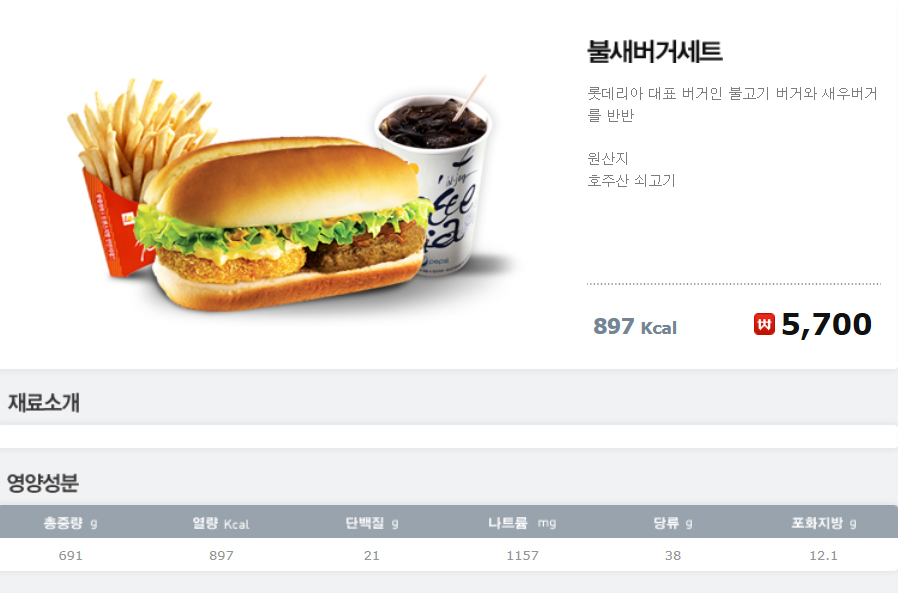 불새버거세트
롯데리아 대표 버거인 불고기 버거와 새우버거
를 반반
원산지
호주산 쇠고기
897 Kcal
₩ 5,700
재료소개
영양성분
총중량 g 열량 Kcal 단백질 g 나트륨 mg 당류 g 포화지방 g
691 897 21 1157 38 12.1
pepsi